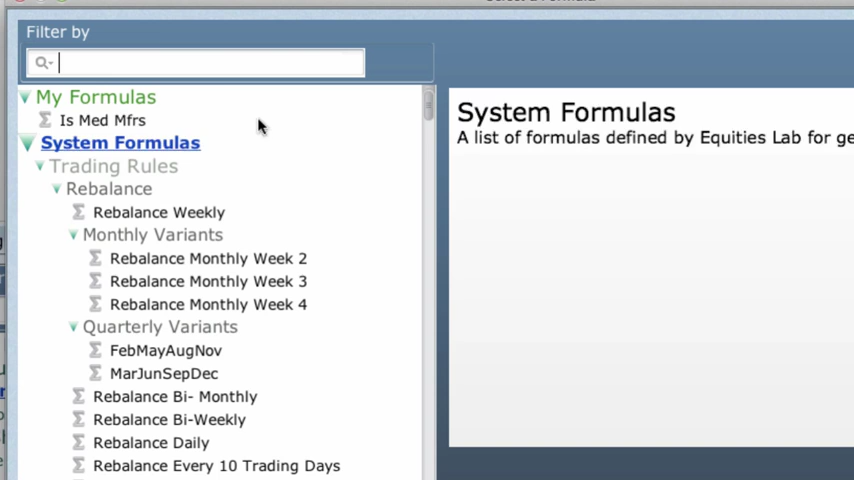 Filter by
My Formulas
Is Med Mfrs
System Formulas
Trading Rules
Rebalance
Rebalance Weekly
Monthly Variants
Rebalance Monthly Week 2
Rebalance Monthly Week 3
Rebalance Monthly Week 4
Quarterly Variants
FebMayAugNov
MarJunSepDec
Rebalance Bi- Monthly
Rebalance Bi-Weekly
Rebalance Daily
Rebalance Every 10 Trading Days
System Formulas
A list of formulas defined by Equities Lab for ge